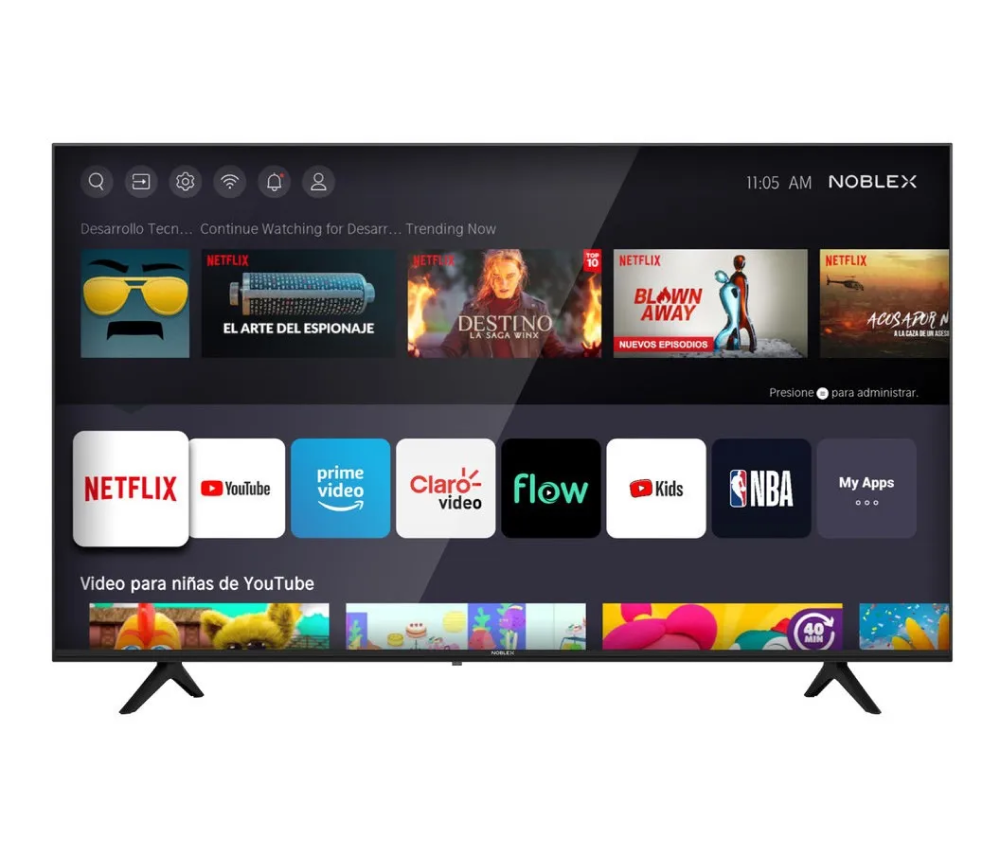 11:05 AM NOBLEX
Desarrollo Tecn... Continue Watching for Desarr... Trending Now
NETFLIX
EL ARTE DEL ESPIONAJE
NETFLIX
TOP
10
DESTINO
LA SAGA WINX
NETFLIX
BLOWN
AWAY
NUEVOS EPISODIOS
NETFLIX
ACUSADOR N
A LA CAZA DE UN ASES
Presione para administrar.
NETFLIX
YouTube
prime
video
Claro
video
flow
Kids
NBA
My Apps
Video para niñas de YouTube
40
MIN
NOBLEX